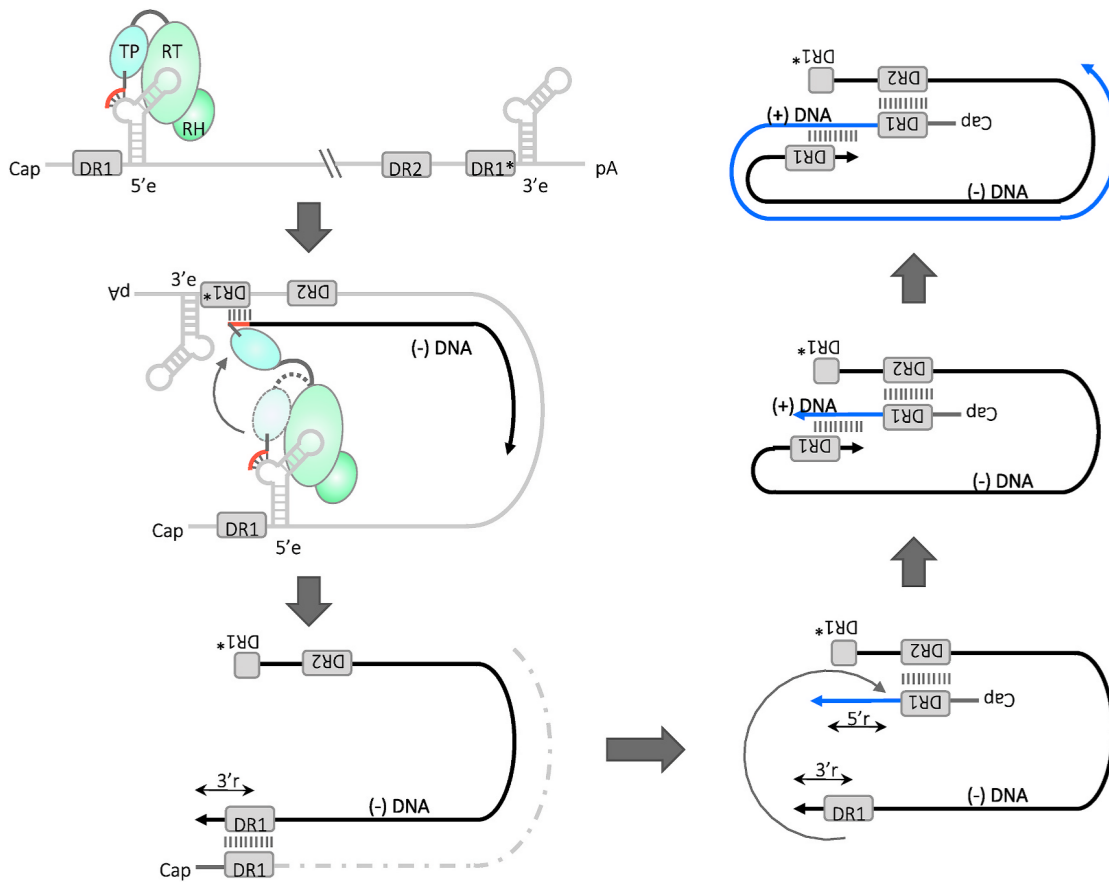 TP
RT
RH
Cap
DR1
5'e
DR2
DR1*
3'e
pA
pA
3'e
DR1*
DR2
(-) DNA
Cap
DR1
5'e
DR1*
DR2
3'r
DR1
(-) DNA
Cap
DR1
DR1*
DR2
DR1
Cap
5'r
3'r
DR1
(-) DNA
DR1*
DR2
(+) DNA
DR1
Cap
DR1
(-) DNA
DR1*
DR2
(+) DNA
DR1
Cap
DR1
(-) DNA